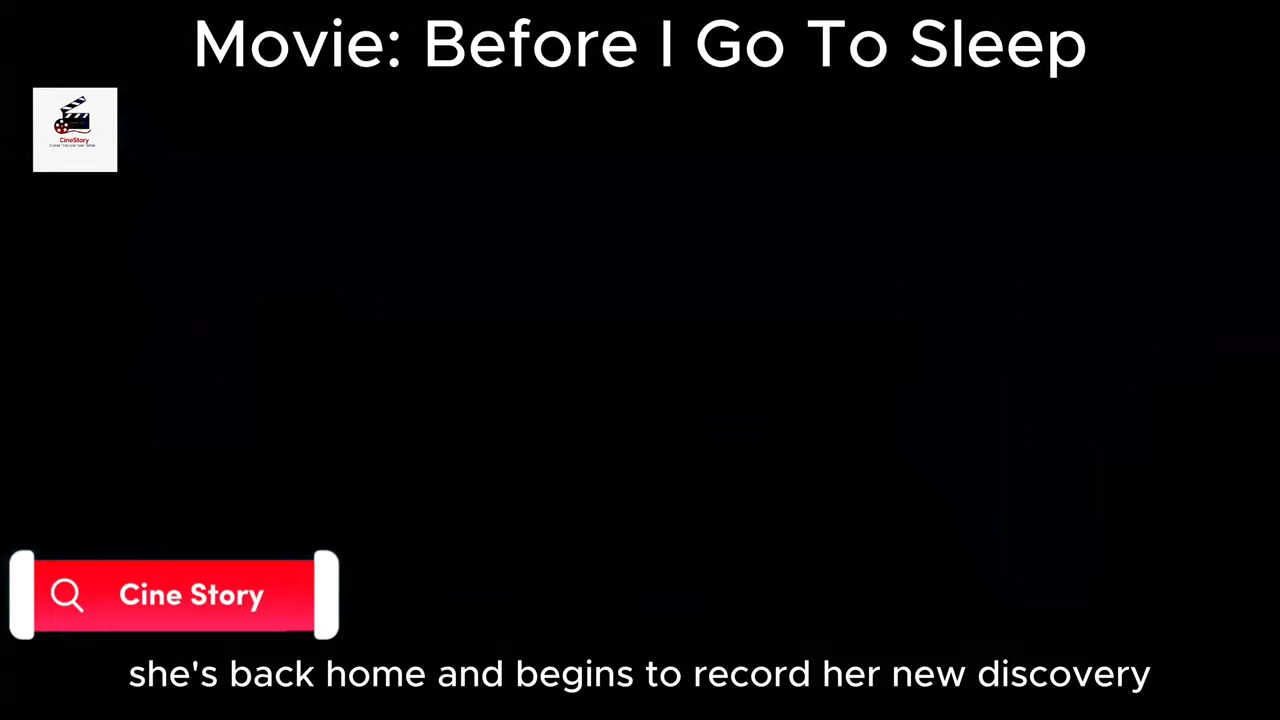 Movie: Before I Go To Sleep
CineStory
Cine Story
she's back home and begins to record her new discovery